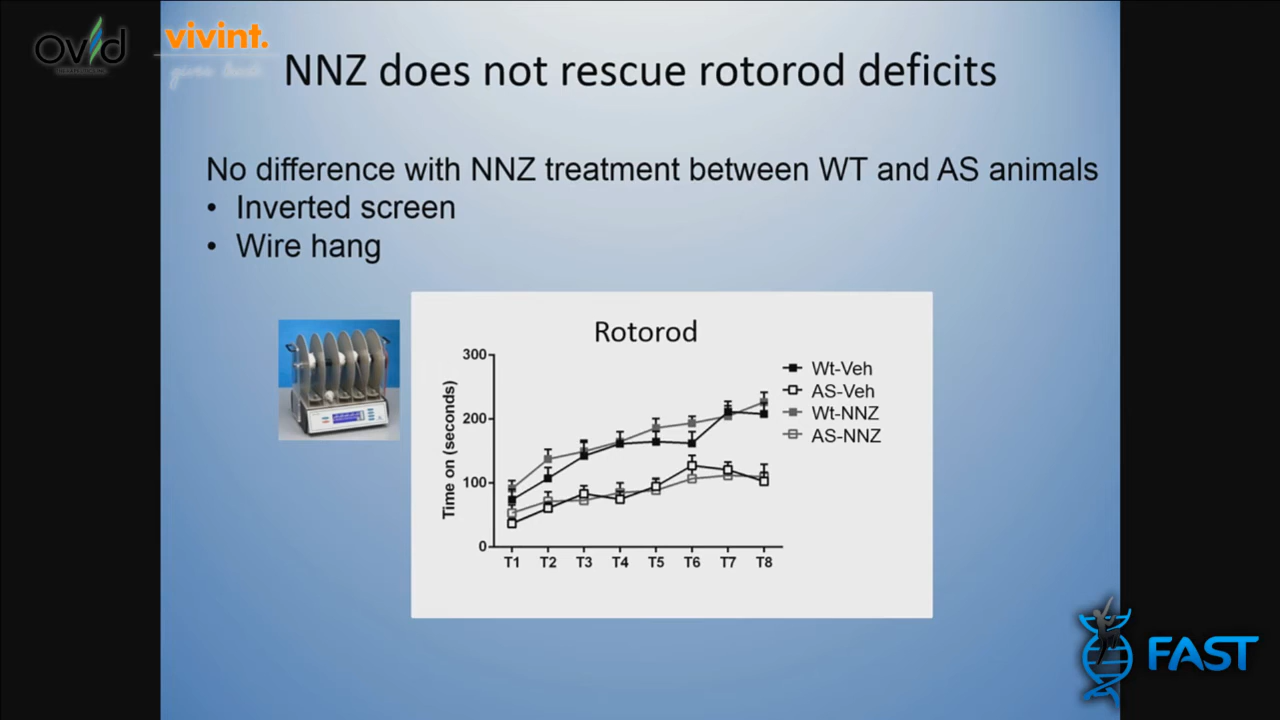 ovid
vivint.
gives back
NNZ does not rescue rotorod deficits
No difference with NNZ treatment between WT and AS animals
• Inverted screen
• Wire hang
Rotorod
300
200
100
0
Time on (seconds)
T1 T2 T3 T4 T5 T6 T7 T8
Wt-Veh
AS-Veh
Wt-NNZ
AS-NNZ
FAST